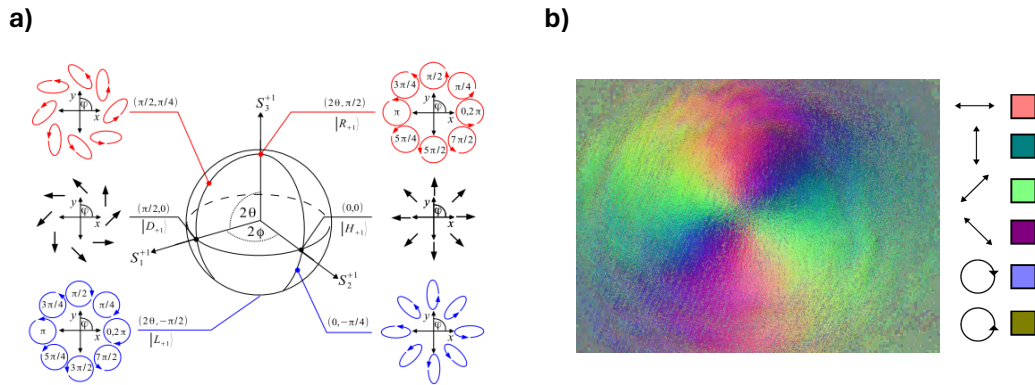 a)
b)
y φ x
(π/2,π/4)
S₃⁺¹
(2θ,π/2)
|R₊₁⟩
3π/4 π/2 π/4
y φ x
π 0,2π
5π/4 5π/2 7π/2
y φ x
(π/2,0)
|D₊₁⟩
2θ
2ϕ
(0,0)
|H₊₁⟩
y φ x
S₁⁺¹
S₂⁺¹
3π/4 π/2 π/4
y φ x
π 0,2π
5π/4 3π/2 7π/2
(2θ,−π/2)
|L₊₁⟩
(0,−π/4)
y φ x